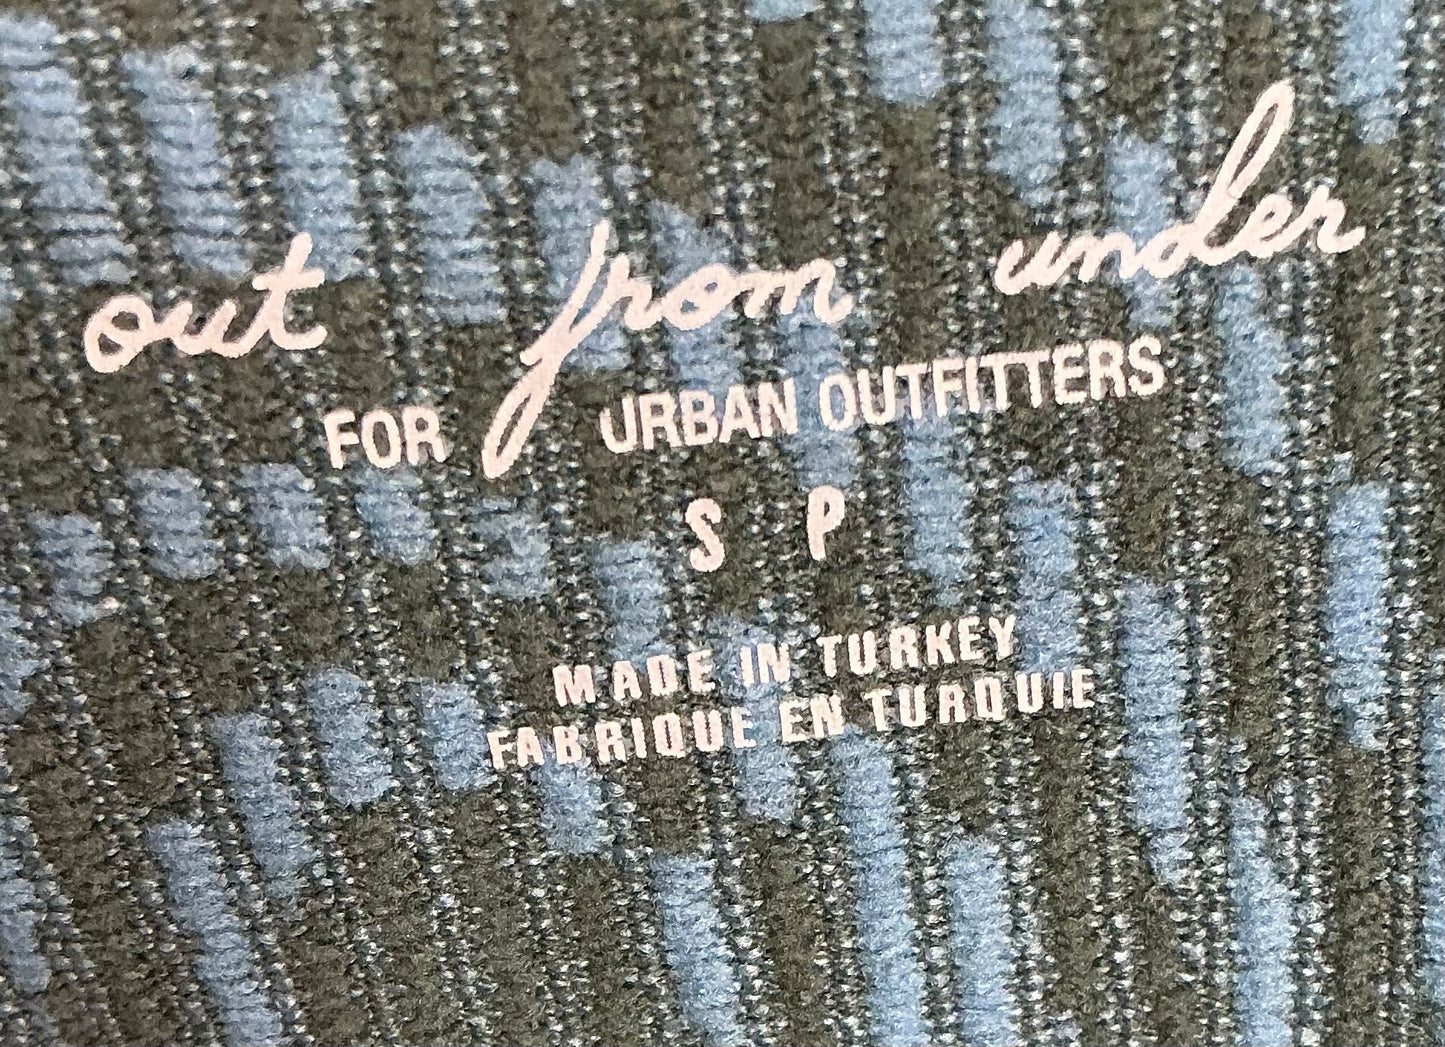 out from under
FOR URBAN OUTFITTERS
S P
MADE IN TURKEY
FABRIQUE EN TURQUIE